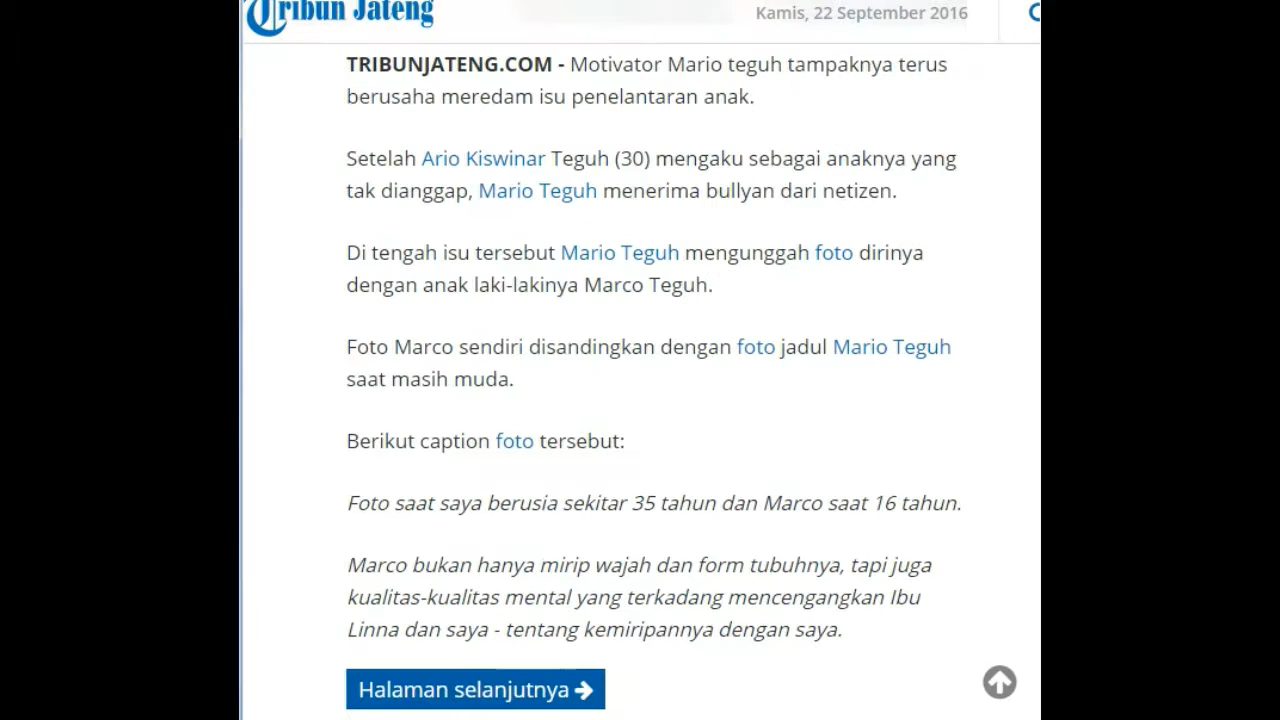 Tribun Jateng
Kamis, 22 September 2016
TRIBUNJATENG.COM - Motivator Mario teguh tampaknya terus
berusaha meredam isu penelantaran anak.
Setelah Ario Kiswinar Teguh (30) mengaku sebagai anaknya yang
tak dianggap, Mario Teguh menerima bullyan dari netizen.
Di tengah isu tersebut Mario Teguh mengunggah foto dirinya
dengan anak laki-lakinya Marco Teguh.
Foto Marco sendiri disandingkan dengan foto jadul Mario Teguh
saat masih muda.
Berikut caption foto tersebut:
Foto saat saya berusia sekitar 35 tahun dan Marco saat 16 tahun.
Marco bukan hanya mirip wajah dan form tubuhnya, tapi juga
kualitas-kualitas mental yang terkadang mencengangkan Ibu
Linna dan saya - tentang kemiripannya dengan saya.
Halaman selanjutnya